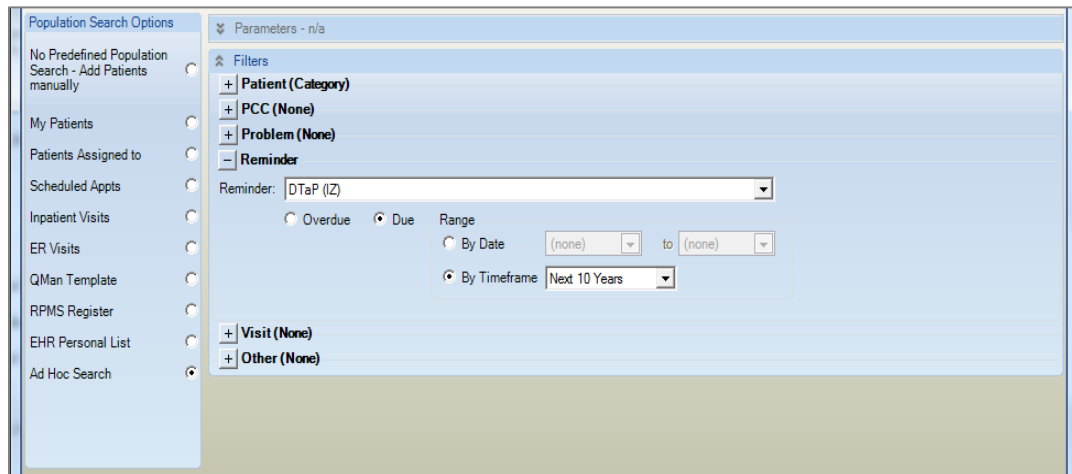 Population Search Options
No Predefined Population
Search - Add Patients
manually
My Patients
Patients Assigned to
Scheduled Appts
Inpatient Visits
ER Visits
QMan Template
RPMS Register
EHR Personal List
Ad Hoc Search
Parameters - n/a
Filters
+ Patient (Category)
+ PCC (None)
+ Problem (None)
- Reminder
Reminder: DTaP (IZ)
Overdue Due Range
By Date (none) to (none)
By Timeframe Next 10 Years
+ Visit (None)
+ Other (None)